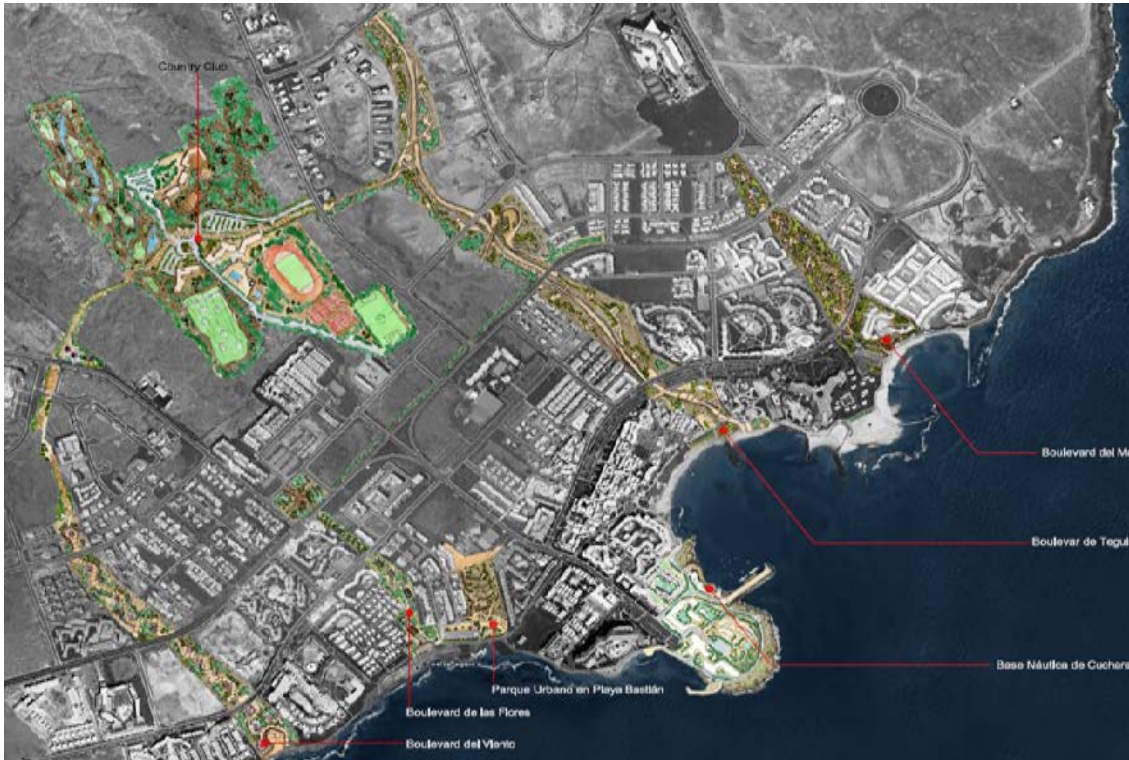 Country Club
Boulevard del M
Boulevar de Tegui
Base Náutica de Cuchar
Parque Urbano en Playa Bastián
Boulevard de las Flores
Boulevard del Viento